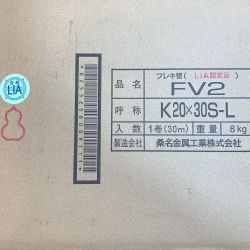 LIA
フレキ管 (LIA認定品)
品名 FV2
呼称 K20×30S-L
入数 1巻(30m) 重量 8kg
製造会社 桑名金属工業株式会社